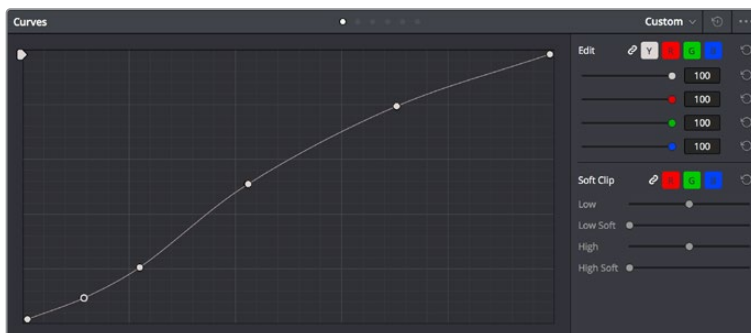 Curves
Custom
Edit
Y R G B
100
100
100
100
Soft Clip
R G B
Low
Low Soft
High
High Soft